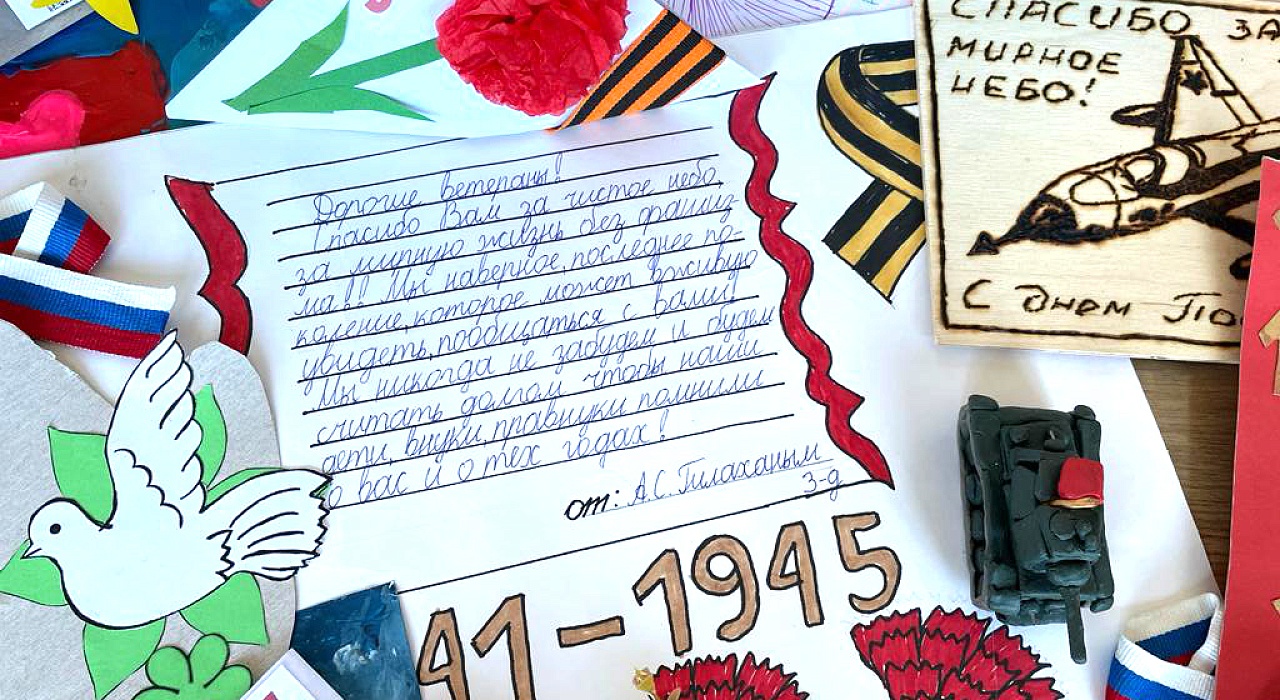 СПАСИБО ЗА
МИРНОЕ
НЕБО!
Дорогие ветераны!
Спасибо Вам за чистое небо,
за мирную жизнь без фашиз-
ма!! Мы наверное, последнее по-
коление, которое может вживую
увидеть, пообщаться с Вами!
Мы никогда не забудем и будем
считать долгом чтобы наши
дети, внуки, правнуки помнили
о вас и о тех годах!
от: А.С.
3-д
С Днем По
41-1945